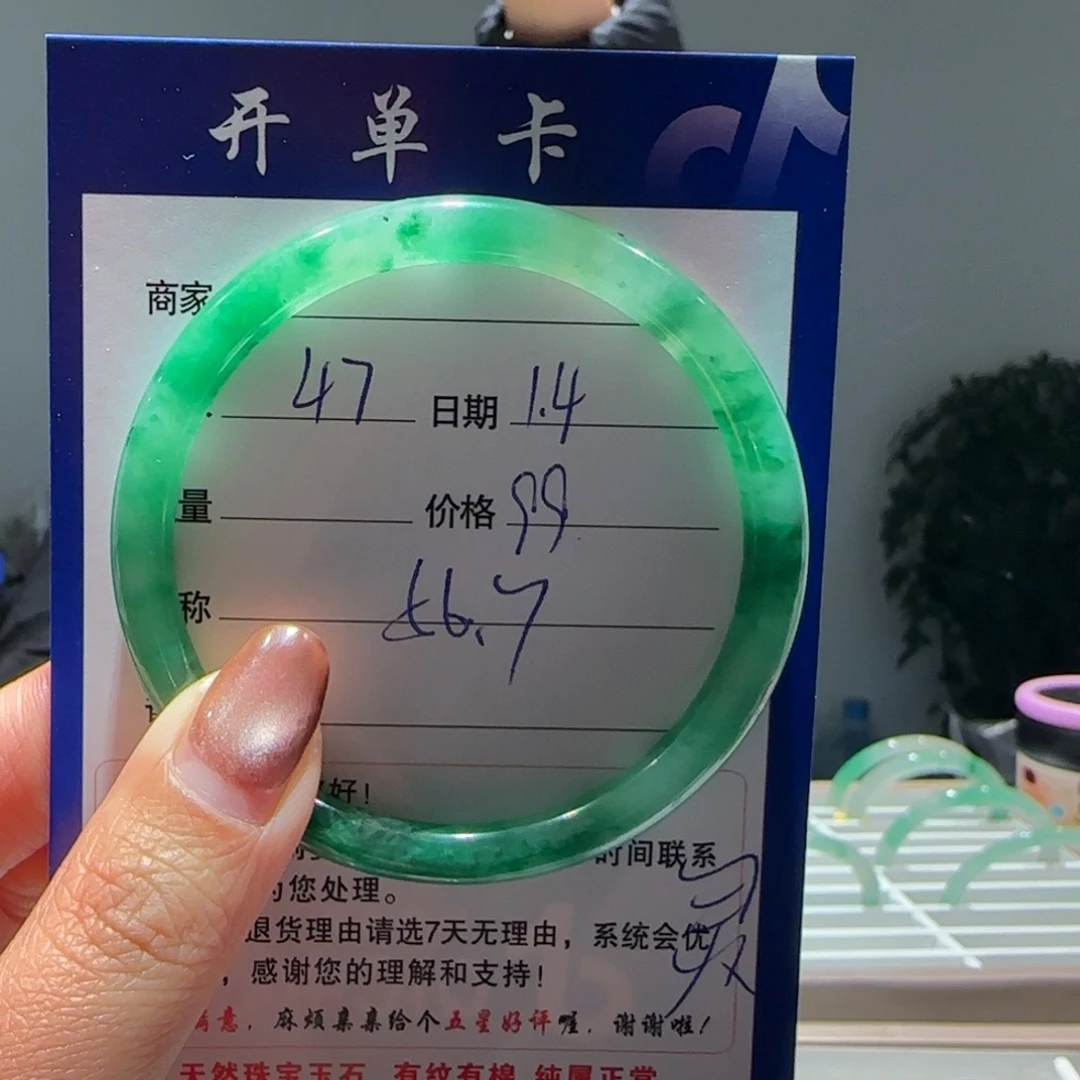 开单卡
商家
47 日期 1.4
量 价格 99
称 56.7
好！
时间联系
为您处理。
退货理由请选7天无理由，系统会优
，感谢您的理解和支持！
满意，麻烦亲亲给个五星好评喔，谢谢啦！
天然珠宝玉石 有纹有棉 纯属正常